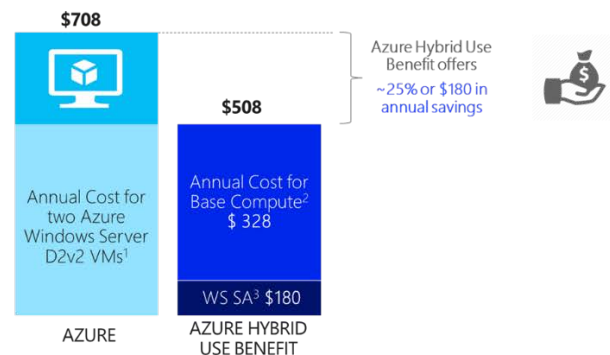 $708
Azure Hybrid Use
Benefit offers
~25% or $180 in
annual savings
$
$508
Annual Cost for
two Azure
Windows Server
D2v2 VMs1
Annual Cost for
Base Compute2
$ 328
WS SA3 $180
AZURE
AZURE HYBRID
USE BENEFIT